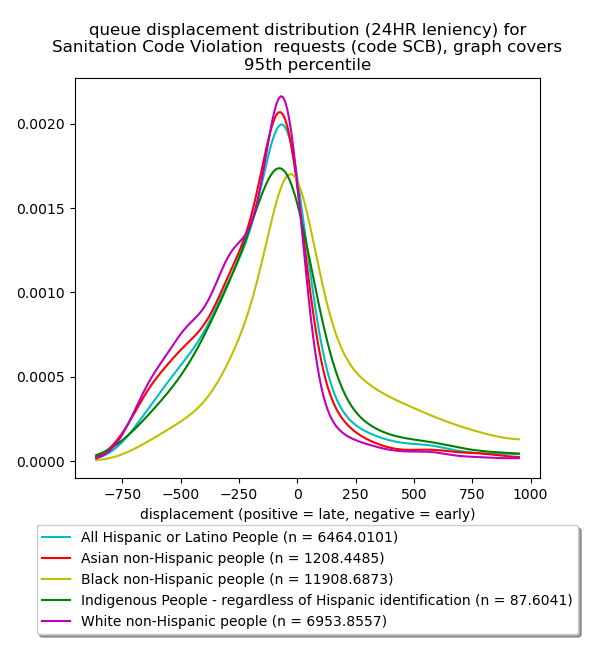 queue displacement distribution (24HR leniency) for
Sanitation Code Violation  requests (code SCB), graph covers
95th percentile
0.0020
0.0015
0.0010
0.0005
0.0000
−750 −500 −250 0 250 500 750 1000
displacement (positive = late, negative = early)
All Hispanic or Latino People (n = 6464.0101)
Asian non-Hispanic people (n = 1208.4485)
Black non-Hispanic people (n = 11908.6873)
Indigenous People - regardless of Hispanic identification (n = 87.6041)
White non-Hispanic people (n = 6953.8557)